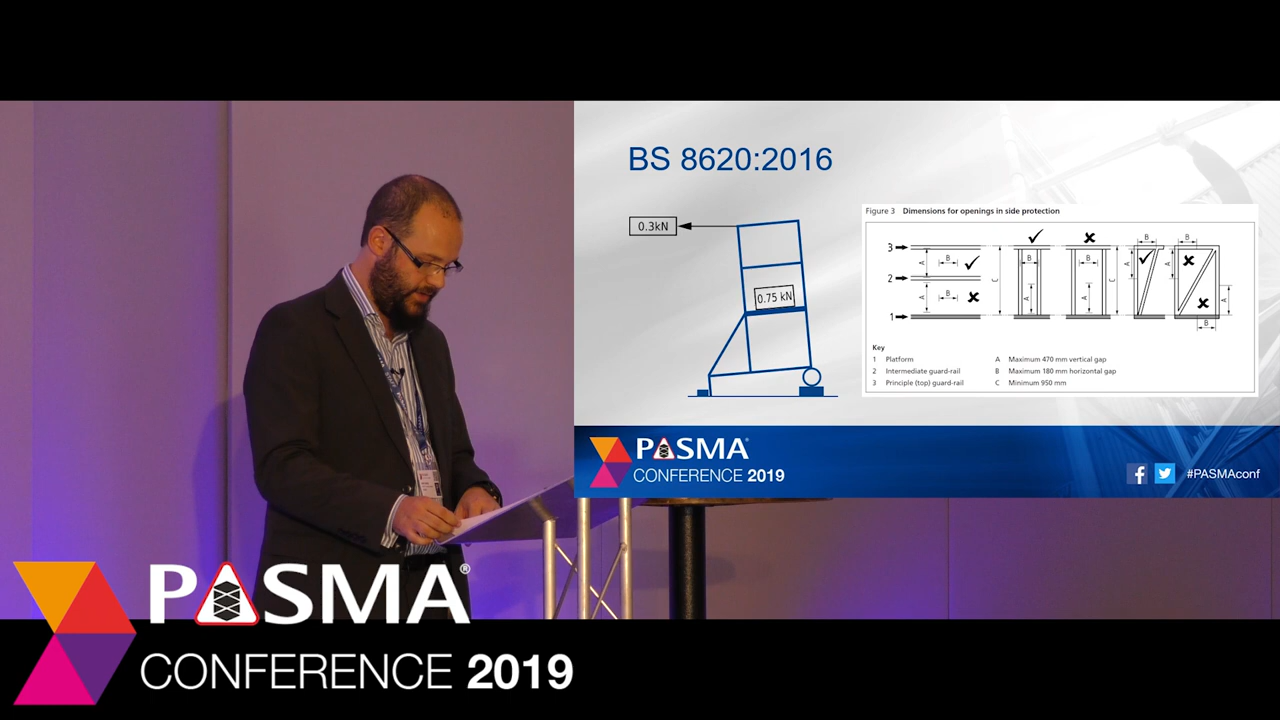 BS 8620:2016
0.3kN
0.75 kN
Figure 3 Dimensions for openings in side protection
3
2
1
A
B
A
B
C
B
A
B
A
C
B
A
B
A
A
B
Key
1 Platform
2 Intermediate guard-rail
3 Principle (top) guard-rail
A Maximum 470 mm vertical gap
B Maximum 180 mm horizontal gap
C Minimum 950 mm
PASMA®
CONFERENCE 2019
#PASMAconf
PASMA®
CONFERENCE 2019